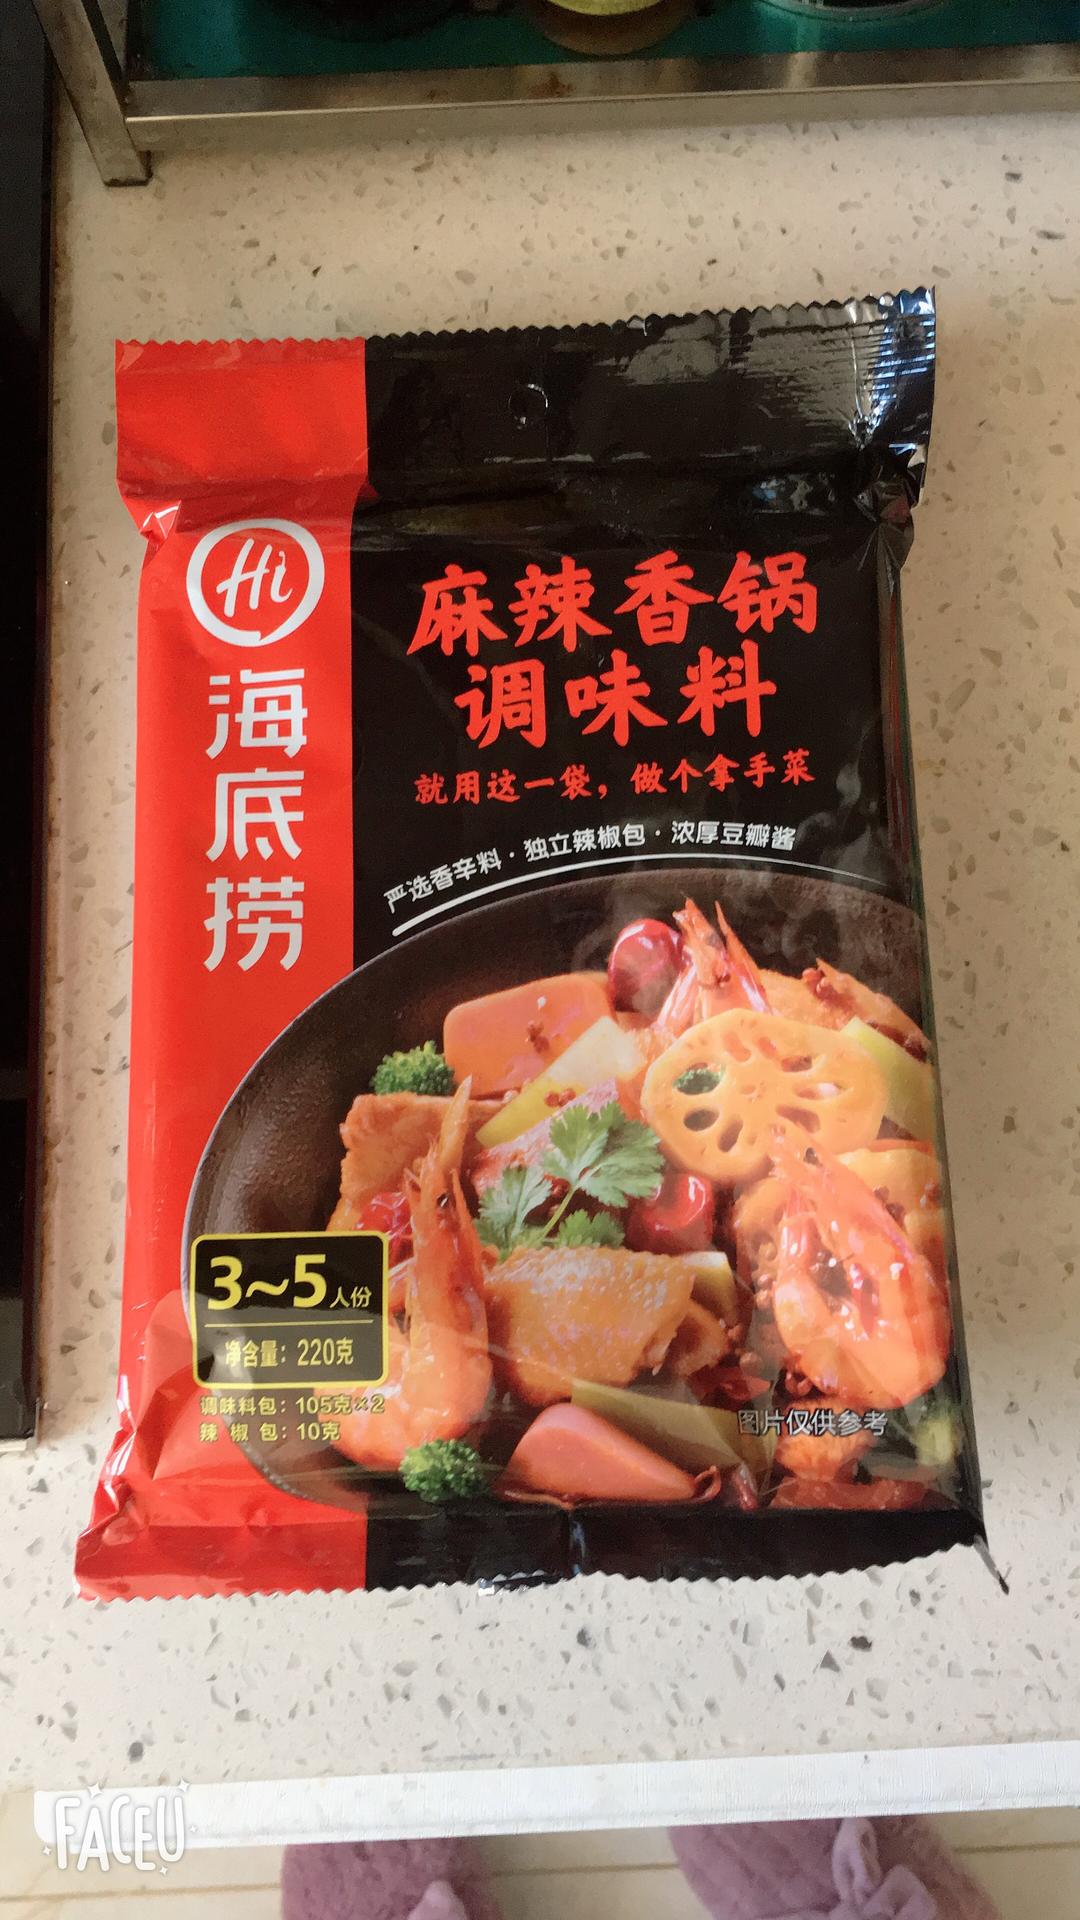 Hi
海底捞
麻辣香锅
调味料
就用这一袋，做个拿手菜
严选香辛料·独立辣椒包·浓厚豆瓣酱
3~5人份
净含量：220克
调味料包：105克×2
辣椒包：10克
图片仅供参考
FACEU